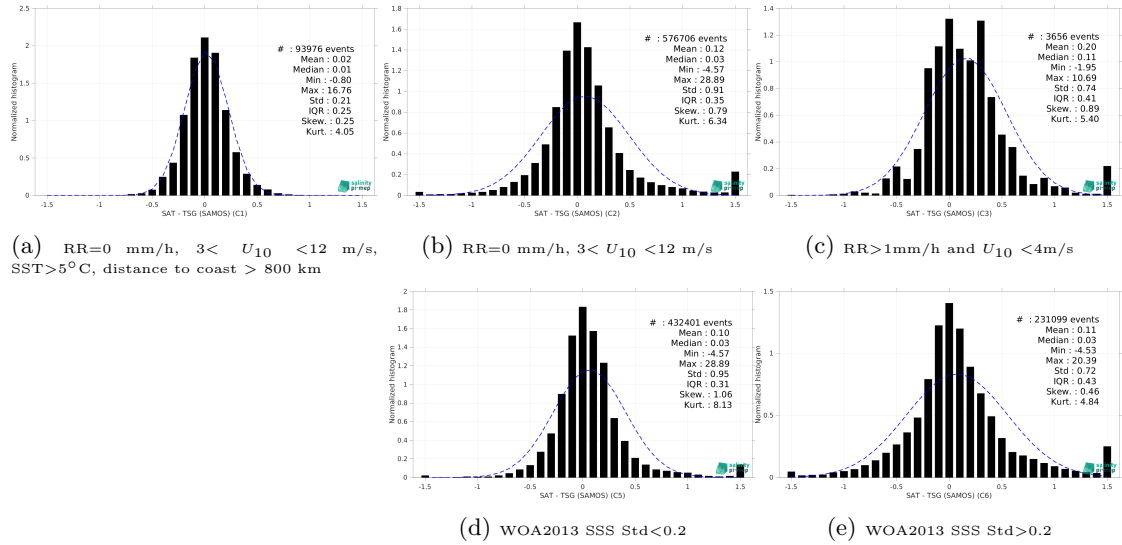 2.5
2
1.5
1
0.5
0
Normalized histogram
# : 93976 events
Mean : 0.02
Median : 0.01
Min : -0.80
Max : 16.76
Std : 0.21
IQR : 0.25
Skew. : 0.25
Kurt. : 4.05
salinity
pi-mep
-1.5 -1 -0.5 0 0.5 1 1.5
SAT - TSG (SAMOS) (C1)
(a) RR=0 mm/h, 3< U10 <12 m/s,
SST>5°C, distance to coast > 800 km
1.8
1.6
1.4
1.2
1
0.8
0.6
0.4
0.2
0
Normalized histogram
# : 576706 events
Mean : 0.12
Median : 0.03
Min : -4.57
Max : 28.89
Std : 0.91
IQR : 0.35
Skew. : 0.79
Kurt. : 6.34
salinity
pi-mep
-1.5 -1 -0.5 0 0.5 1 1.5
SAT - TSG (SAMOS) (C2)
(b) RR=0 mm/h, 3< U10 <12 m/s
1.4
1.2
1
0.8
0.6
0.4
0.2
0
Normalized histogram
# : 3656 events
Mean : 0.20
Median : 0.11
Min : -1.95
Max : 10.69
Std : 0.74
IQR : 0.41
Skew. : 0.89
Kurt. : 5.40
salinity
pi-mep
-1.5 -1 -0.5 0 0.5 1 1.5
SAT - TSG (SAMOS) (C3)
(c) RR>1mm/h and U10 <4m/s
2
1.8
1.6
1.4
1.2
1
0.8
0.6
0.4
0.2
0
Normalized histogram
# : 432401 events
Mean : 0.10
Median : 0.03
Min : -4.57
Max : 28.89
Std : 0.95
IQR : 0.31
Skew. : 1.06
Kurt. : 8.13
salinity
pi-mep
-1.5 -1 -0.5 0 0.5 1 1.5
SAT - TSG (SAMOS) (C5)
(d) WOA2013 SSS Std<0.2
1.5
1
0.5
0
Normalized histogram
# : 231099 events
Mean : 0.11
Median : 0.03
Min : -4.53
Max : 20.39
Std : 0.72
IQR : 0.43
Skew. : 0.46
Kurt. : 4.84
salinity
pi-mep
-1.5 -1 -0.5 0 0.5 1 1.5
SAT - TSG (SAMOS) (C6)
(e) WOA2013 SSS Std>0.2